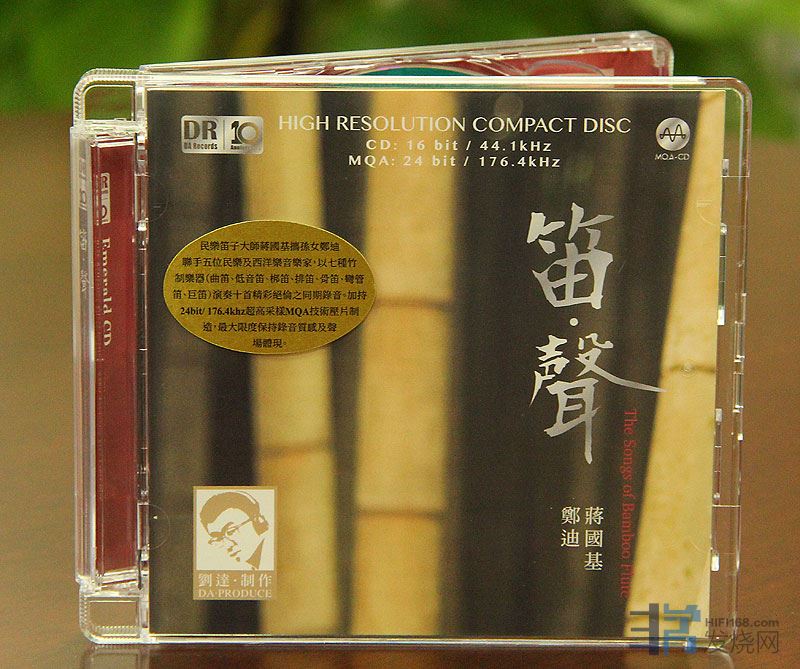 DR
DA Records
10
HIGH RESOLUTION COMPACT DISC
CD: 16 bit / 44.1kHz
MQA: 24 bit / 176.4kHz
MQA-CD
民樂笛子大師蔣國基攜孫女鄭迪
聯手五位民樂及西洋樂音樂家，以七種竹
制樂器（曲笛、低音笛、梆笛、排笛、骨笛、彎管
笛、巨笛）演奏十首精彩絕倫之同期錄音。加持
24bit/ 176.4khz超高采樣MQA技術壓片制
造，最大限度保持錄音質感及聲
場體現。
笛·聲
The Songs of Bamboo Flute
蔣國基
鄭迪
劉達·制作
DA·PRODUCE
Emerald CD
HIFI168.com
发烧网